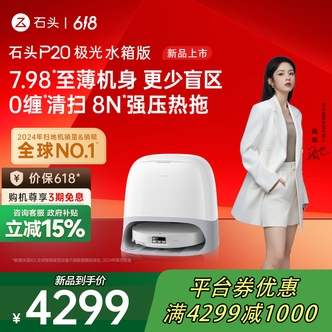 石头 618
石头P20极光 水箱版 新品上市
7.98*至薄机身 更少盲区
0缠*清扫 8N*强压热拖
2024年扫地机销量&销额
全球NO.1*
¥ 价保618*
购机尊享3期免息
咨询客服 政府补贴
立减15%
新品到手价
¥4299
平台券优惠
满4299减1000